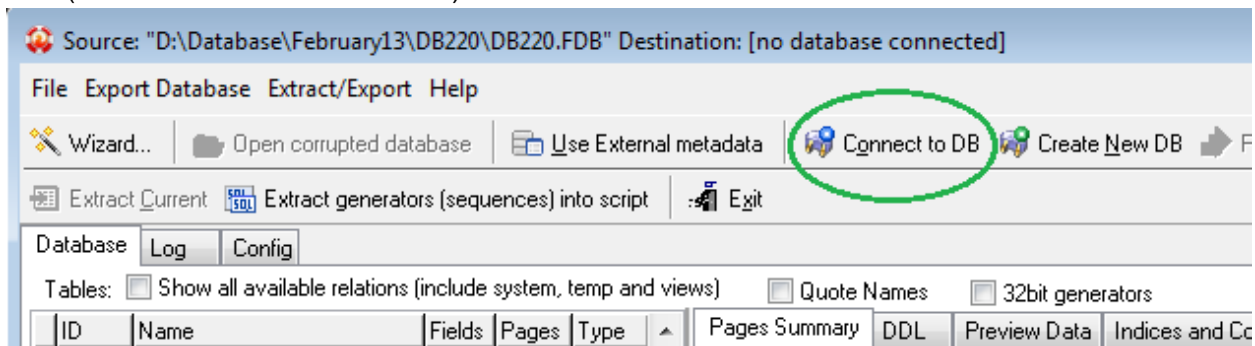 Source: "D:\Database\February13\DB220\DB220.FDB" Destination: [no database connected]
File Export Database Extract/Export Help
Wizard... Open corrupted database Use External metadata Connect to DB Create New DB
Extract Current Extract generators (sequences) into script Exit
Database Log Config
Tables: Show all available relations (include system, temp and views) Quote Names 32bit generators
ID Name Fields Pages Type Pages Summary DDL Preview Data Indices and Co